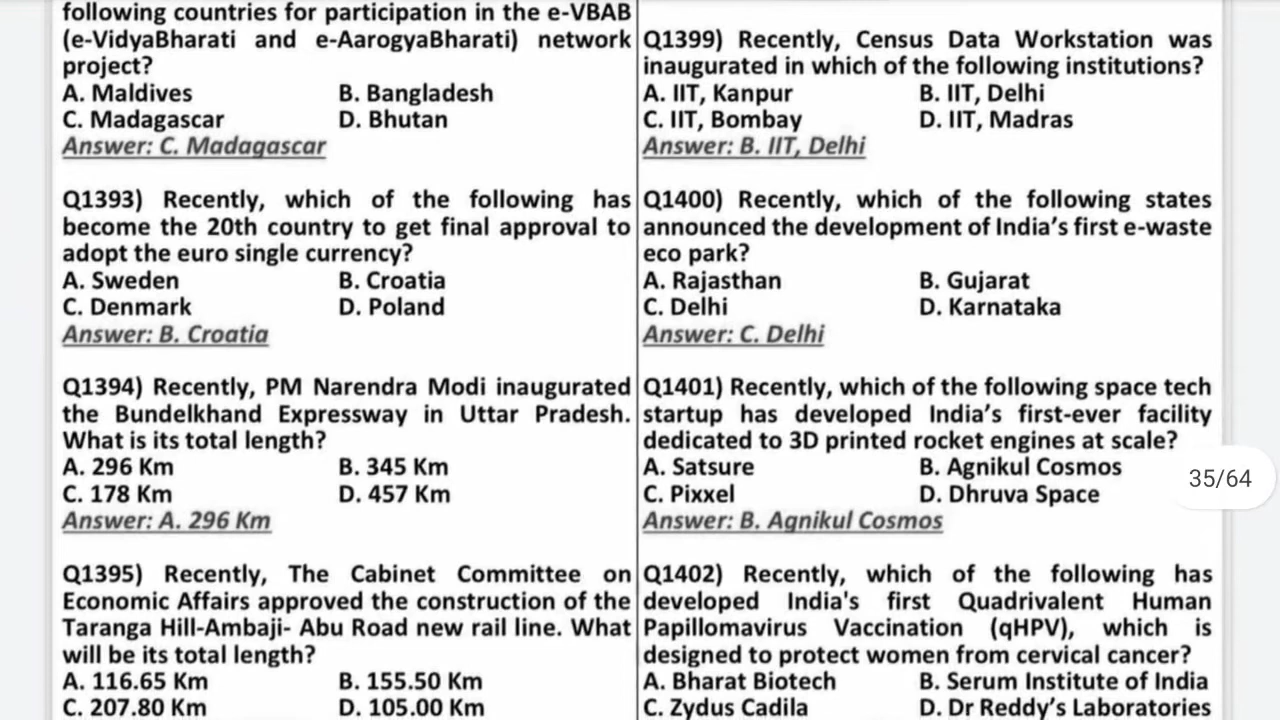 following countries for participation in the e-VBAB
(e-VidyaBharati and e-AarogyaBharati) network
project?
A. Maldives B. Bangladesh
C. Madagascar D. Bhutan
Answer: C. Madagascar
Q1393) Recently, which of the following has
become the 20th country to get final approval to
adopt the euro single currency?
A. Sweden B. Croatia
C. Denmark D. Poland
Answer: B. Croatia
Q1394) Recently, PM Narendra Modi inaugurated
the Bundelkhand Expressway in Uttar Pradesh.
What is its total length?
A. 296 Km B. 345 Km
C. 178 Km D. 457 Km
Answer: A. 296 Km
Q1395) Recently, The Cabinet Committee on
Economic Affairs approved the construction of the
Taranga Hill-Ambaji- Abu Road new rail line. What
will be its total length?
A. 116.65 Km B. 155.50 Km
C. 207.80 Km D. 105.00 Km
Q1399) Recently, Census Data Workstation was
inaugurated in which of the following institutions?
A. IIT, Kanpur B. IIT, Delhi
C. IIT, Bombay D. IIT, Madras
Answer: B. IIT, Delhi
Q1400) Recently, which of the following states
announced the development of India’s first e-waste
eco park?
A. Rajasthan B. Gujarat
C. Delhi D. Karnataka
Answer: C. Delhi
Q1401) Recently, which of the following space tech
startup has developed India’s first-ever facility
dedicated to 3D printed rocket engines at scale?
A. Satsure B. Agnikul Cosmos
C. Pixxel D. Dhruva Space
Answer: B. Agnikul Cosmos
Q1402) Recently, which of the following has
developed India's first Quadrivalent Human
Papillomavirus Vaccination (qHPV), which is
designed to protect women from cervical cancer?
A. Bharat Biotech B. Serum Institute of India
C. Zydus Cadila D. Dr Reddy’s Laboratories
35/64